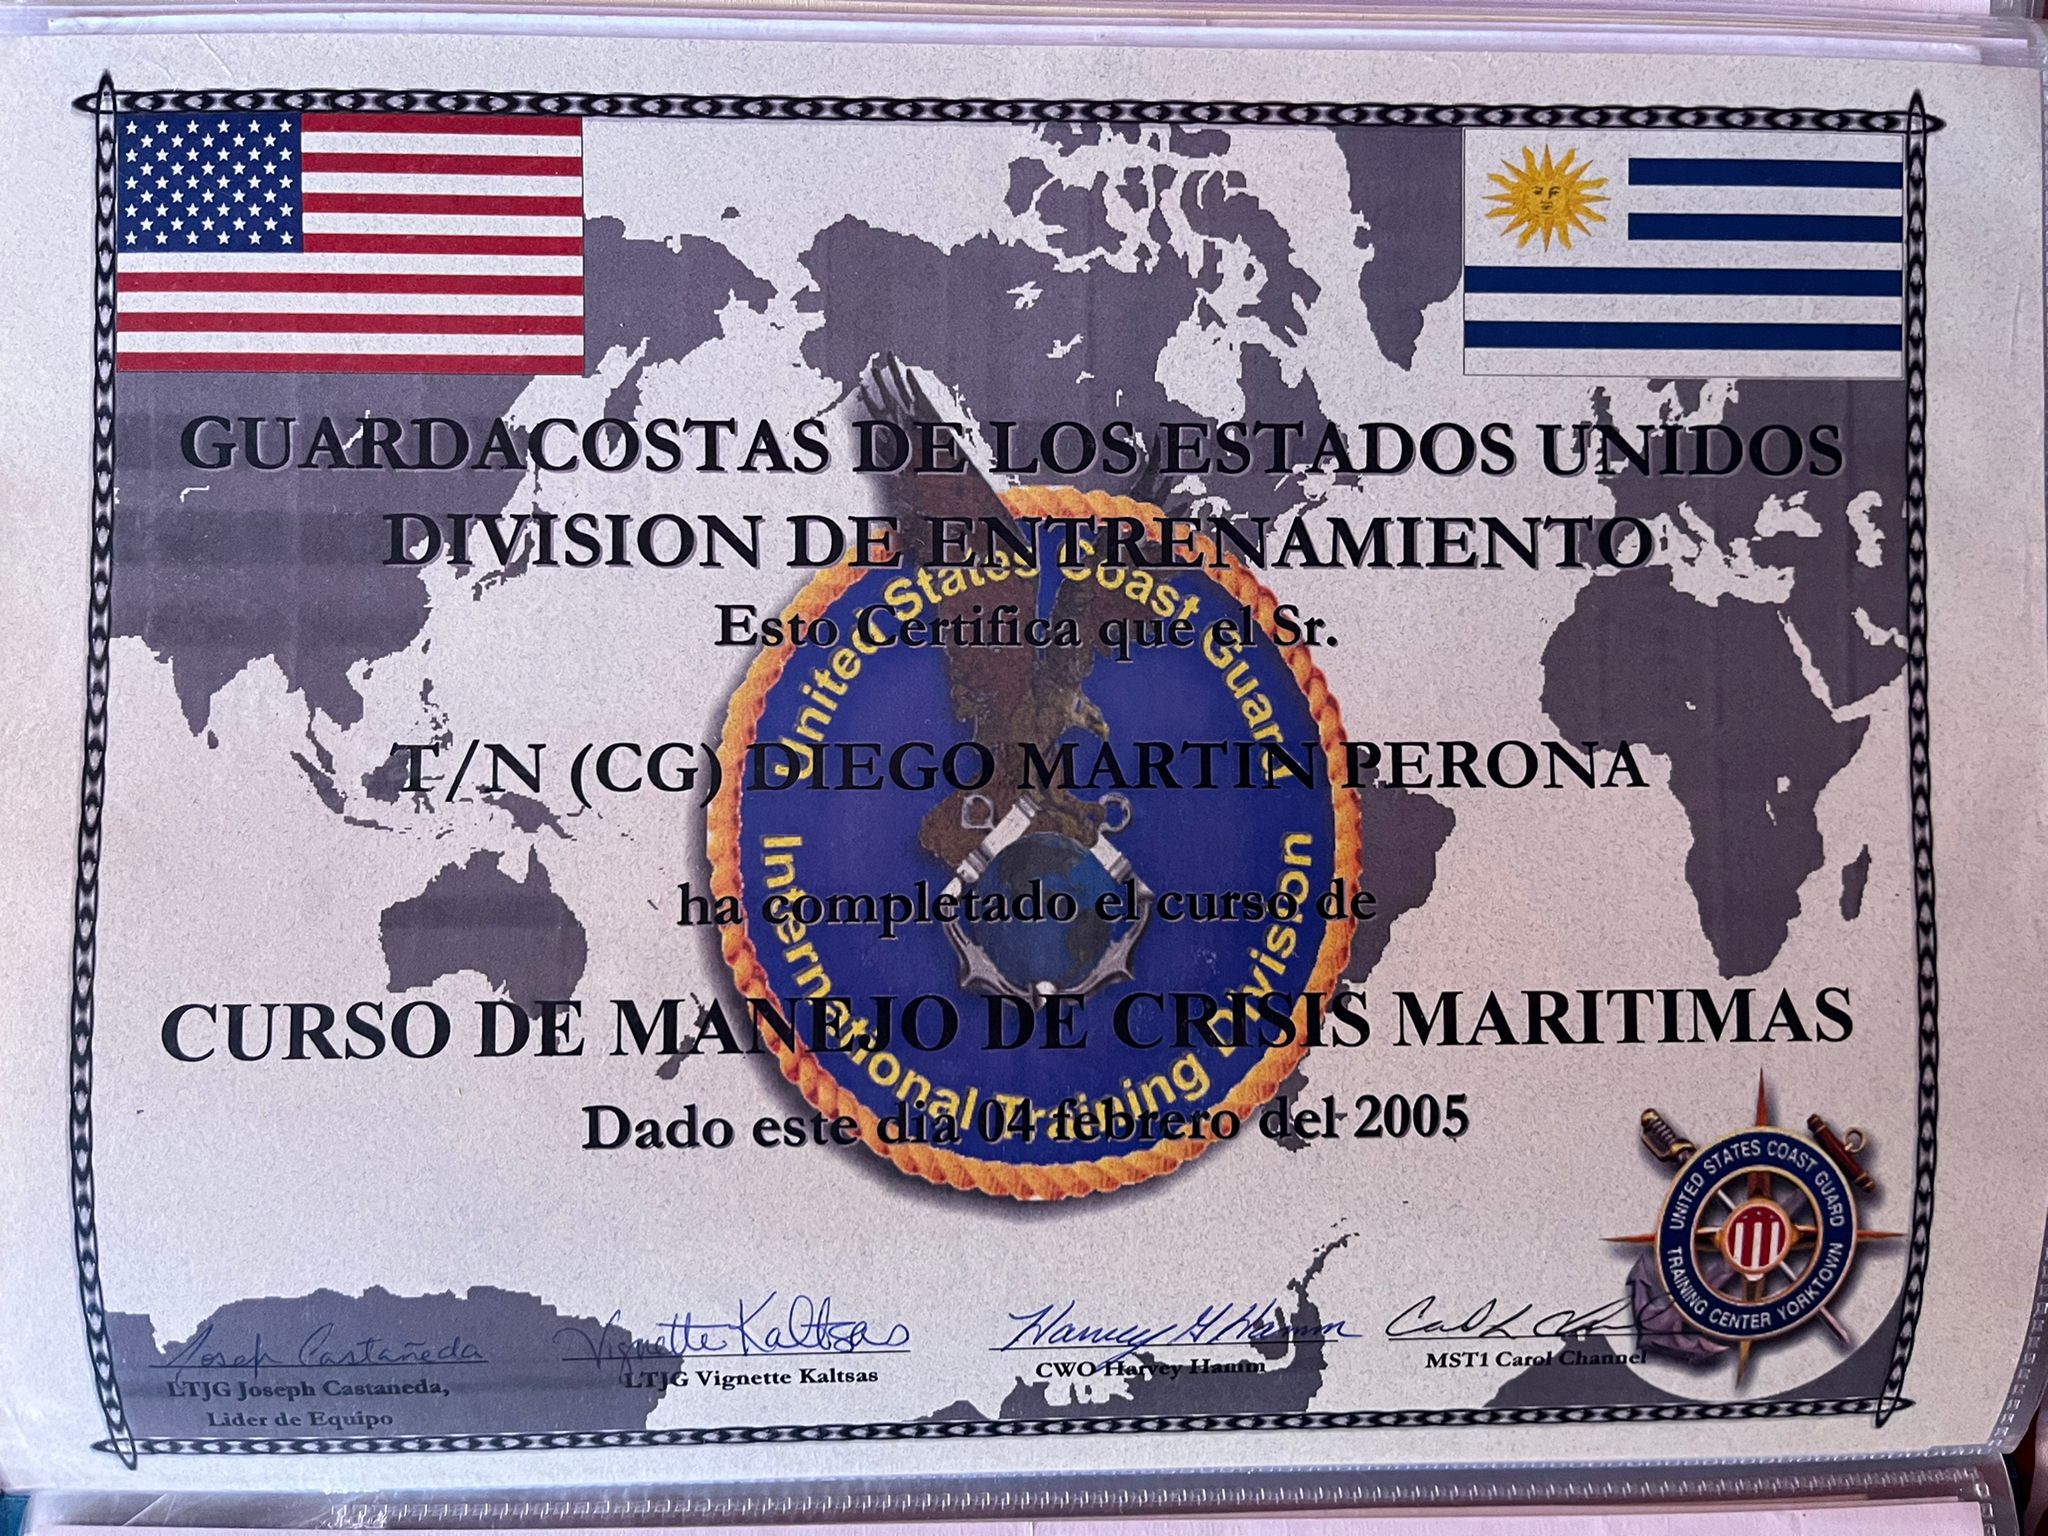 GUARDACOSTAS DE LOS ESTADOS UNIDOS
DIVISION DE ENTRENAMIENTO
Esto Certifica que el Sr.
T/N (CG) DIEGO MARTIN PERONA
ha completado el curso de
CURSO DE MANEJO DE CRISIS MARITIMAS
Dado este dia 04 febrero del 2005
United States Coast Guard
International Training Division
UNITED STATES COAST GUARD
TRAINING CENTER YORKTOWN
Joseph Castañeda
LTJG Joseph Castaneda,
Lider de Equipo
Vignette Kaltsas
LTJG Vignette Kaltsas
Harvey G Hamm
CWO Harvey Hamm
MST1 Carol Channel